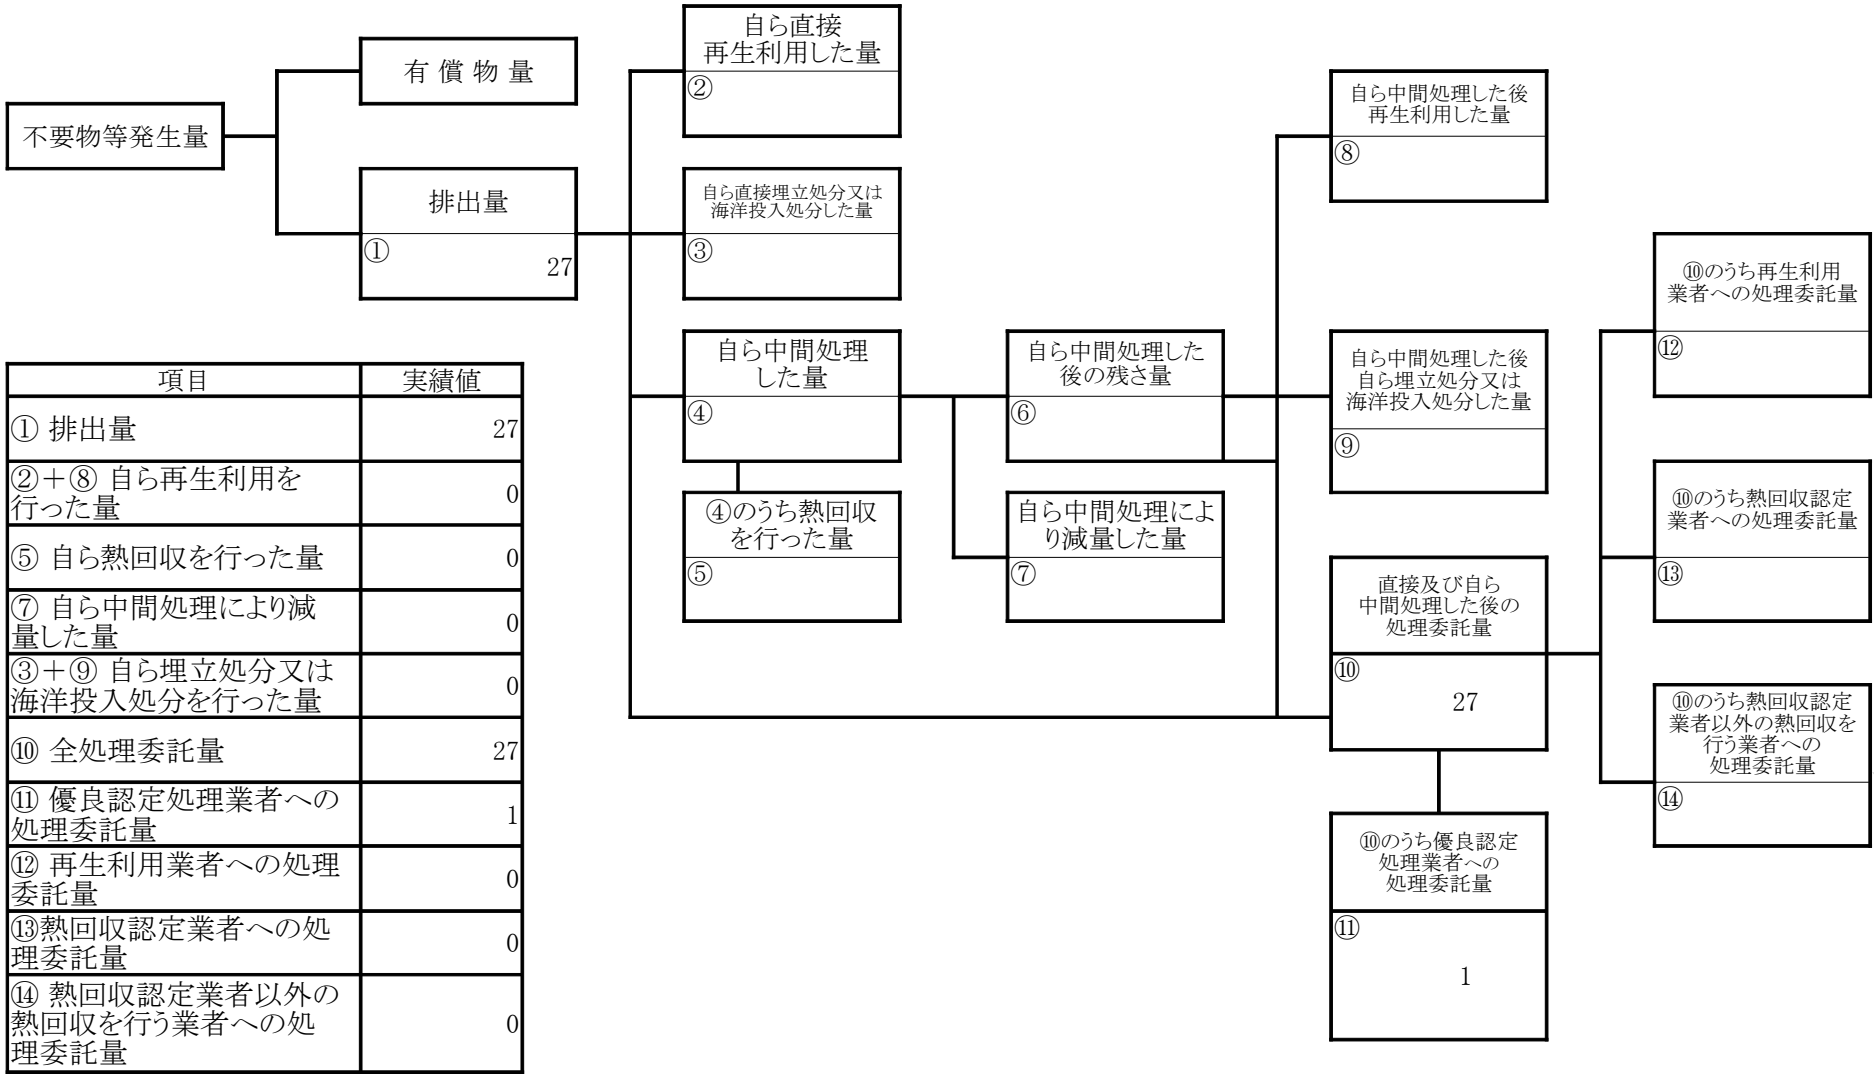 不要物等発生量
有 償 物 量
排出量
①
27
自ら直接
再生利用した量
②
自ら直接埋立処分又は
海洋投入処分した量
③
自ら中間処理
した量
④
④のうち熱回収
を行った量
⑤
自ら中間処理した
後の残さ量
⑥
自ら中間処理によ
り減量した量
⑦
自ら中間処理した後
再生利用した量
⑧
自ら中間処理した後
自ら埋立処分又は
海洋投入処分した量
⑨
直接及び自ら
中間処理した後の
処理委託量
⑩
27
⑩のうち優良認定
処理業者への
処理委託量
⑪
1
⑩のうち再生利用
業者への処理委託量
⑫
⑩のうち熱回収認定
業者への処理委託量
⑬
⑩のうち熱回収認定
業者以外の熱回収を
行う業者への
処理委託量
⑭
項目 実績値
① 排出量 27
②＋⑧ 自ら再生利用を
行った量 0
⑤ 自ら熱回収を行った量 0
⑦ 自ら中間処理により減
量した量 0
③＋⑨ 自ら埋立処分又は
海洋投入処分を行った量 0
⑩ 全処理委託量 27
⑪ 優良認定処理業者への
処理委託量 1
⑫ 再生利用業者への処理
委託量 0
⑬熱回収認定業者への処
理委託量 0
⑭ 熱回収認定業者以外の
熱回収を行う業者への処
理委託量 0